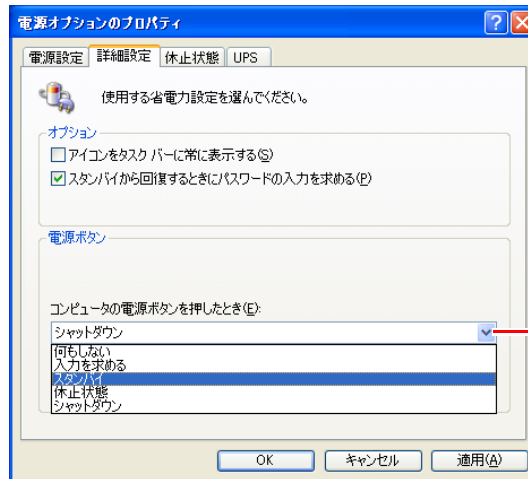 電源オプションのプロパティ
電源設定 詳細設定 休止状態 UPS
使用する省電力設定を選んでください。
オプション
アイコンをタスク バーに常に表示する(S)
スタンバイから回復するときにパスワードの入力を求める(P)
電源ボタン
コンピュータの電源ボタンを押したとき(E):
シャットダウン
何もしない
入力を求める
スタンバイ
休止状態
シャットダウン
OK キャンセル 適用(A)